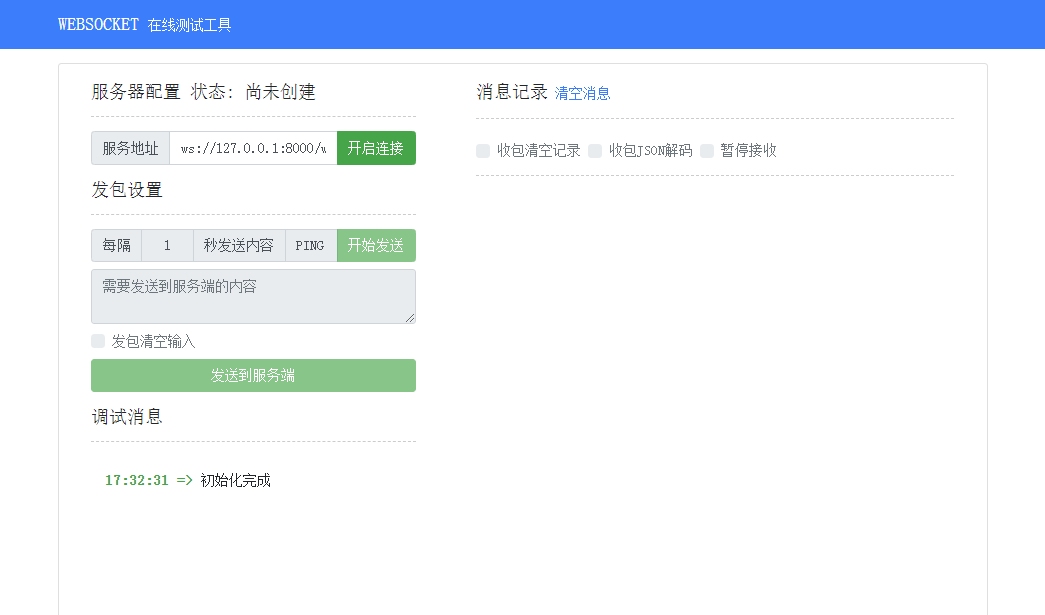 WEBSOCKET 在线测试工具
服务器配置 状态: 尚未创建
服务地址 ws://127.0.0.1:8000/w 开启连接
发包设置
每隔 1 秒发送内容 PING 开始发送
需要发送到服务端的内容
发包清空输入
发送到服务端
调试消息
17:32:31 => 初始化完成
消息记录 清空消息
收包清空记录 收包JSON解码 暂停接收